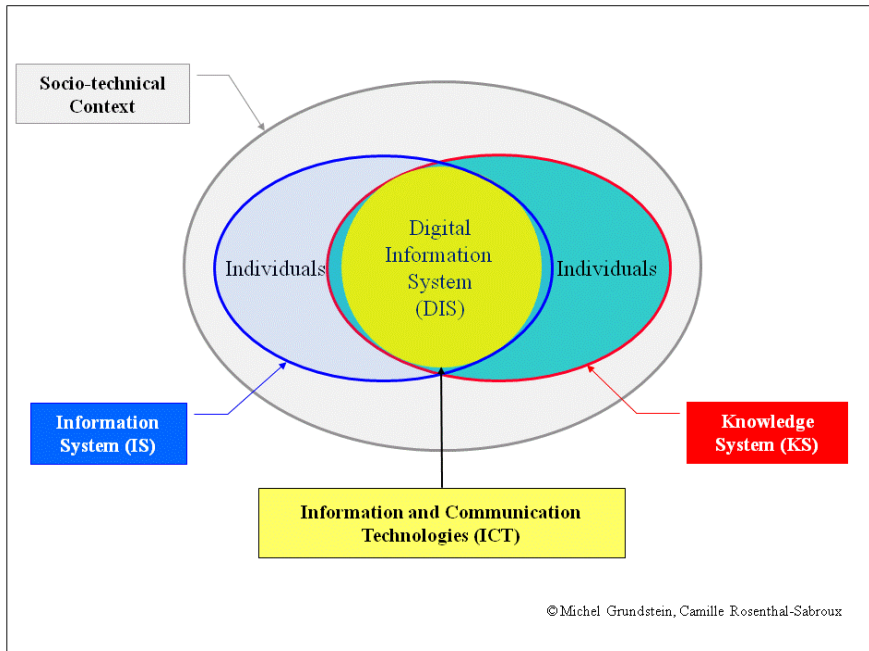 Socio-technical
Context
Digital
Information
System
(DIS)
Individuals
Individuals
Information
System (IS)
Knowledge
System (KS)
Information and Communication
Technologies (ICT)
© Michel Grundstein, Camille Rosenthal-Sabroux